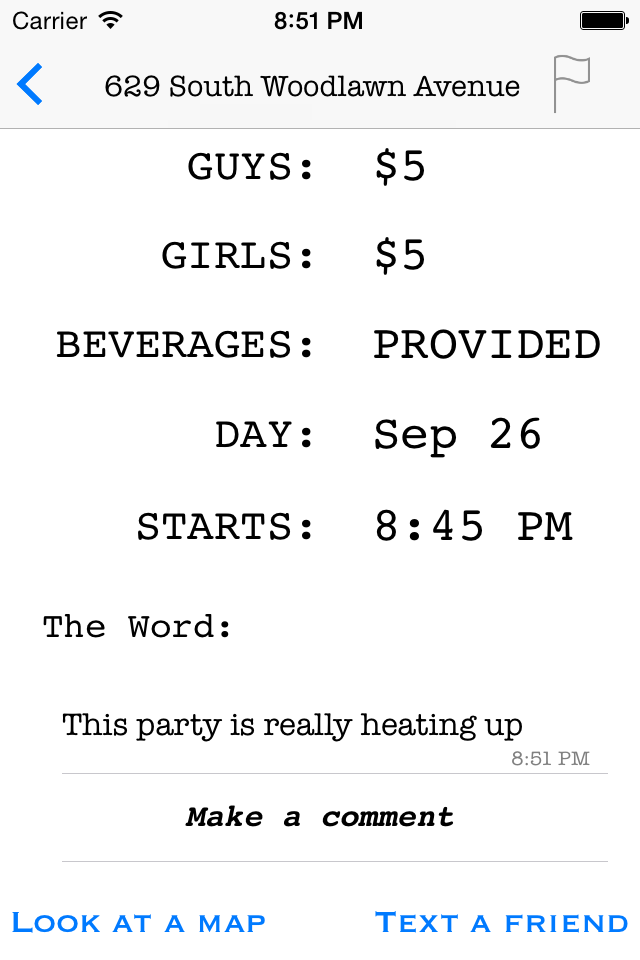 Carrier 8:51 PM
629 South Woodlawn Avenue
GUYS: $5
GIRLS: $5
BEVERAGES: PROVIDED
DAY: Sep 26
STARTS: 8:45 PM
The Word:
This party is really heating up
8:51 PM
Make a comment
LOOK AT A MAP TEXT A FRIEND